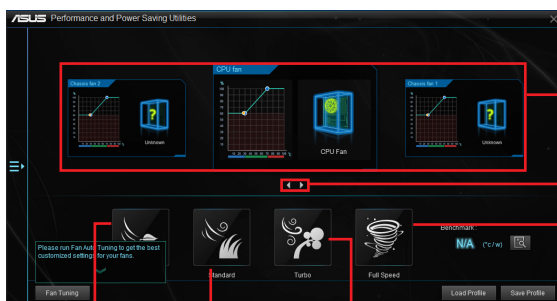 ASUS Performance and Power Saving Utilities
Chassis fan 2
%
Unknown
CPU fan
%
°C
CPU Fan
Chassis fan 1
%
Unknown
Please run Fan Auto Tuning to get the best
customized settings for your fans.
Standard
Turbo
Full Speed
Benchmark:
N/A (°c / w)
Fan Tuning
Load Profile
Save Profile